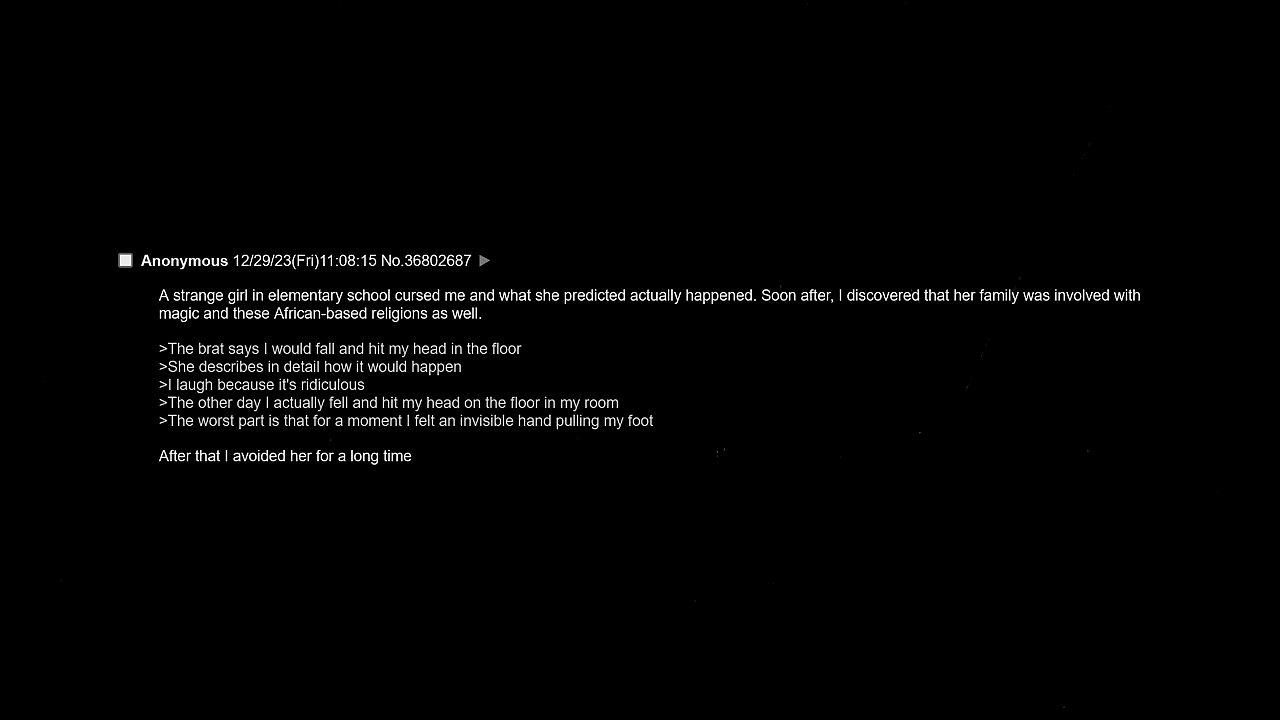 Anonymous 12/29/23(Fri)11:08:15 No.36802687
A strange girl in elementary school cursed me and what she predicted actually happened. Soon after, I discovered that her family was involved with
magic and these African-based religions as well.
>The brat says I would fall and hit my head in the floor
>She describes in detail how it would happen
>I laugh because it's ridiculous
>The other day I actually fell and hit my head on the floor in my room
>The worst part is that for a moment I felt an invisible hand pulling my foot
After that I avoided her for a long time